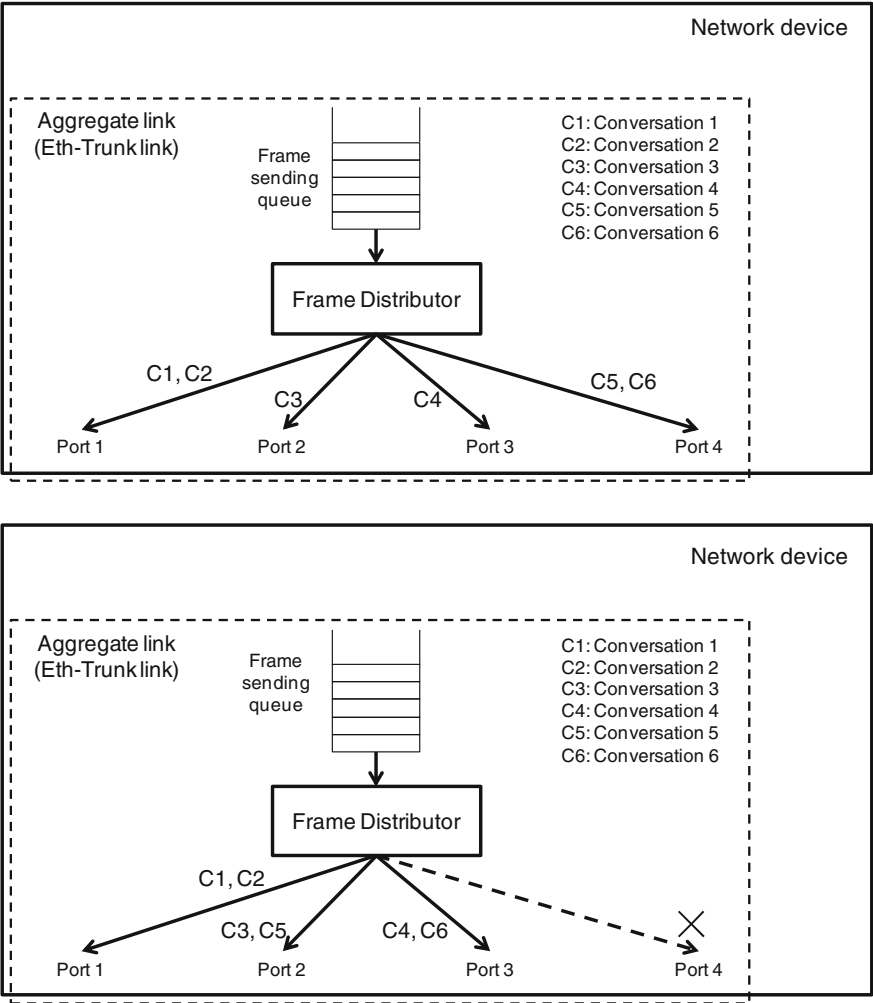 Network device
Aggregate link
(Eth-Trunk link)
Frame
sending
queue
C1: Conversation 1
C2: Conversation 2
C3: Conversation 3
C4: Conversation 4
C5: Conversation 5
C6: Conversation 6
Frame Distributor
C1, C2
C3
C4
C5, C6
Port 1
Port 2
Port 3
Port 4
Network device
Aggregate link
(Eth-Trunk link)
Frame
sending
queue
C1: Conversation 1
C2: Conversation 2
C3: Conversation 3
C4: Conversation 4
C5: Conversation 5
C6: Conversation 6
Frame Distributor
C1, C2
C3, C5
C4, C6
Port 1
Port 2
Port 3
Port 4